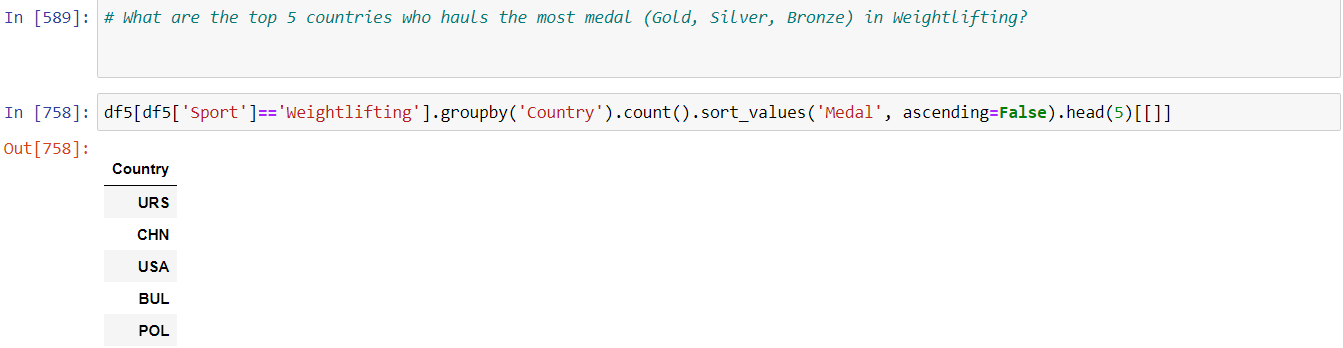 In [589]: # What are the top 5 countries who hauls the most medal (Gold, Silver, Bronze) in Weightlifting?
In [758]: df5[df5['Sport']=='Weightlifting'].groupby('Country').count().sort_values('Medal', ascending=False).head(5)[[]]
Out[758]:
Country
URS
CHN
USA
BUL
POL